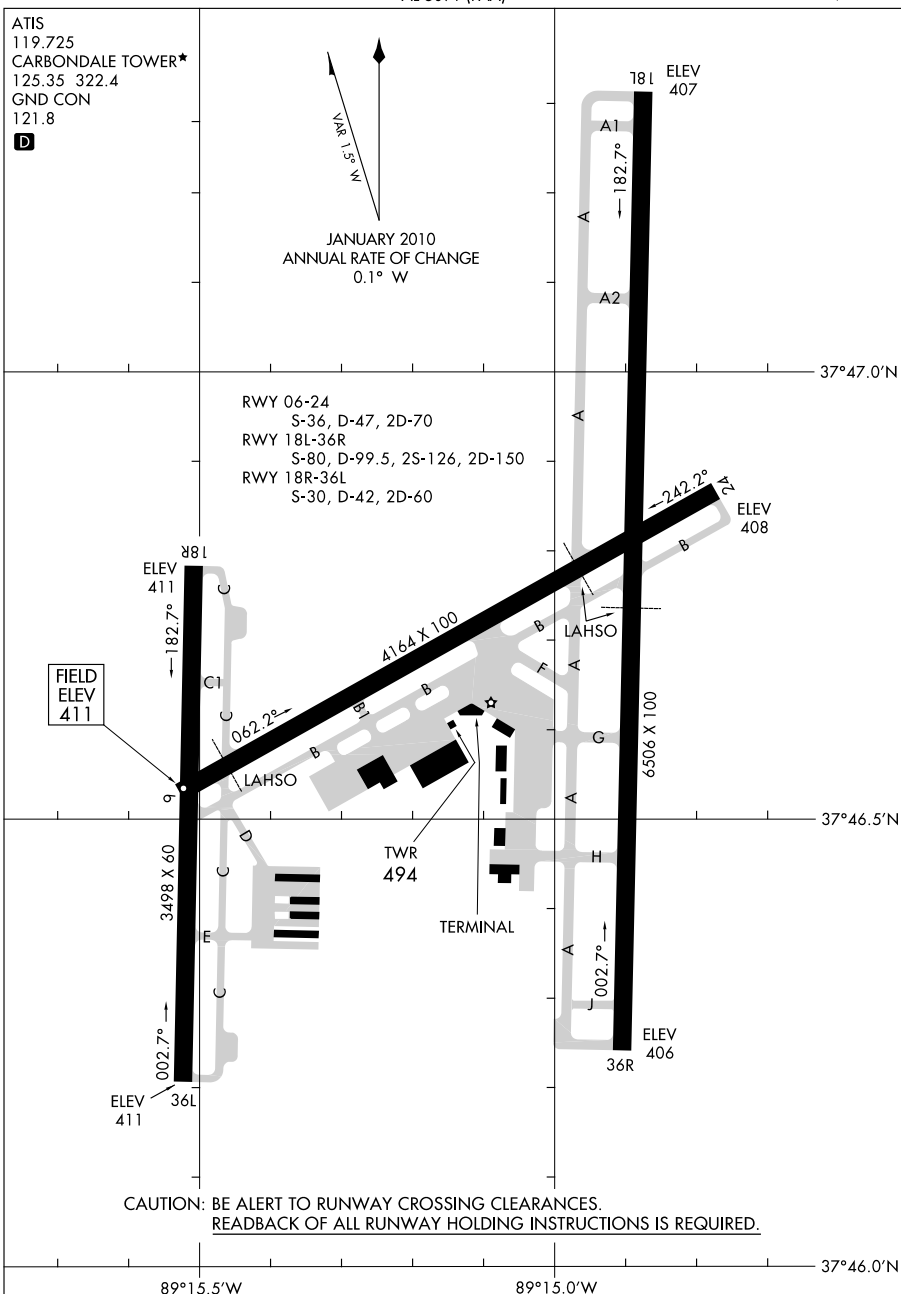 ATIS
119.725
CARBONDALE TOWER★
125.35 322.4
GND CON
121.8
D
VAR 1.5° W
JANUARY 2010
ANNUAL RATE OF CHANGE
0.1° W
18L
ELEV
407
A1
182.7°
A
A2
37°47.0'N
A
RWY 06-24
S-36, D-47, 2D-70
RWY 18L-36R
S-80, D-99.5, 2S-126, 2D-150
RWY 18R-36L
S-30, D-42, 2D-60
242.2°
24
ELEV
408
B
18R
ELEV
411
C
182.7°
4164 X 100
B
LAHSO
F
A
FIELD
ELEV
411
C1
C
062.2°
B1
B
B
G
6506 X 100
LAHSO
6
A
37°46.5'N
D
TWR
494
H
3498 X 60
C
TERMINAL
E
A
002.7°
C
J
002.7°
ELEV
406
36R
ELEV
411
36L
CAUTION: BE ALERT TO RUNWAY CROSSING CLEARANCES.
READBACK OF ALL RUNWAY HOLDING INSTRUCTIONS IS REQUIRED.
37°46.0'N
89°15.5'W
89°15.0'W